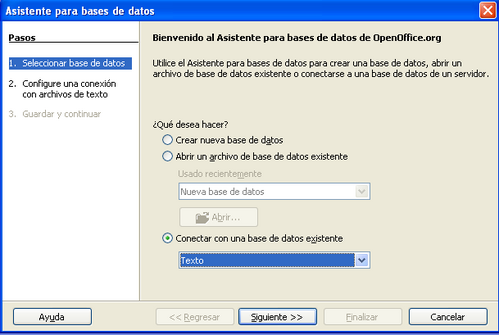 Asistente para bases de datos
Pasos
1. Seleccionar base de datos
2. Configure una conexión
con archivos de texto
3. Guardar y continuar
Bienvenido al Asistente para bases de datos de OpenOffice.org
Utilice el Asistente para bases de datos para crear una base de datos, abrir un
archivo de base de datos existente o conectarse a una base de datos de un servidor.
¿Qué desea hacer?
Crear nueva base de datos
Abrir un archivo de base de datos existente
Usado recientemente
Nueva base de datos
Abrir...
Conectar con una base de datos existente
Texto
Ayuda
<< Regresar
Siguiente >>
Finalizar
Cancelar